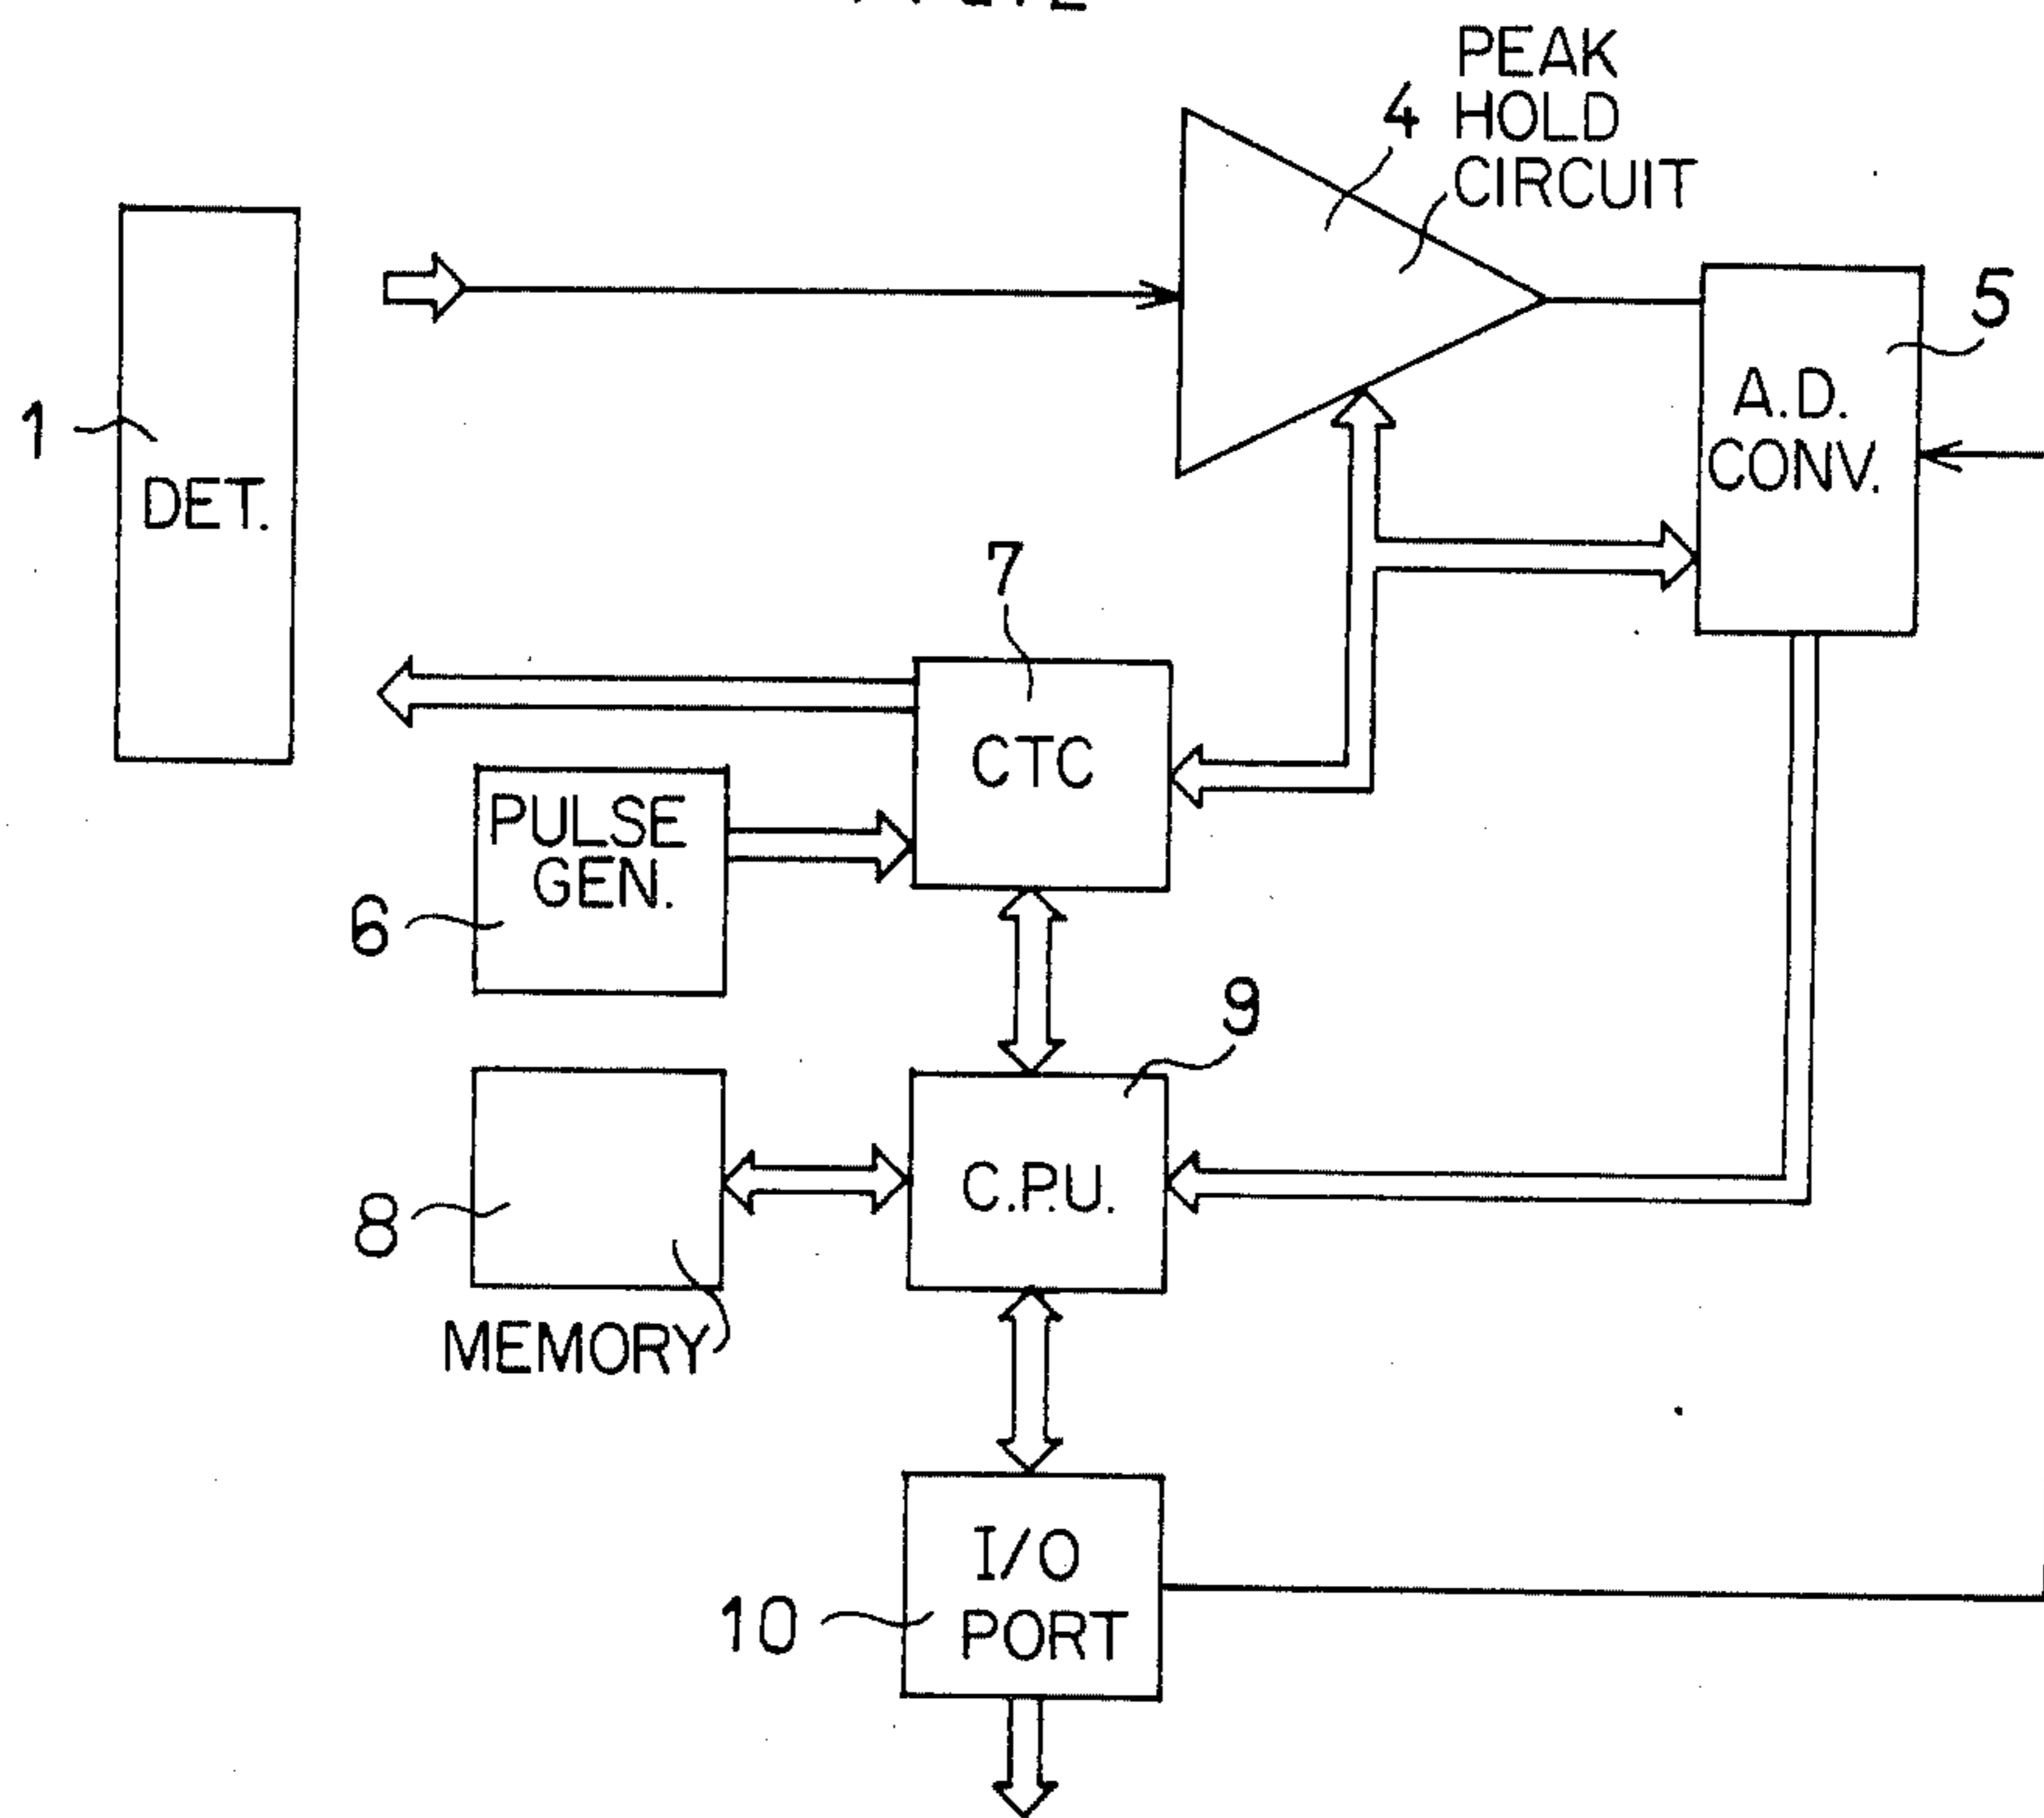 4
PEAK
HOLD
CIRCUIT
5
A.D.
CONV.
1
DET.
7
CTC
PULSE
GEN.
6
9
C.P.U.
8
MEMORY
I/O
PORT
10